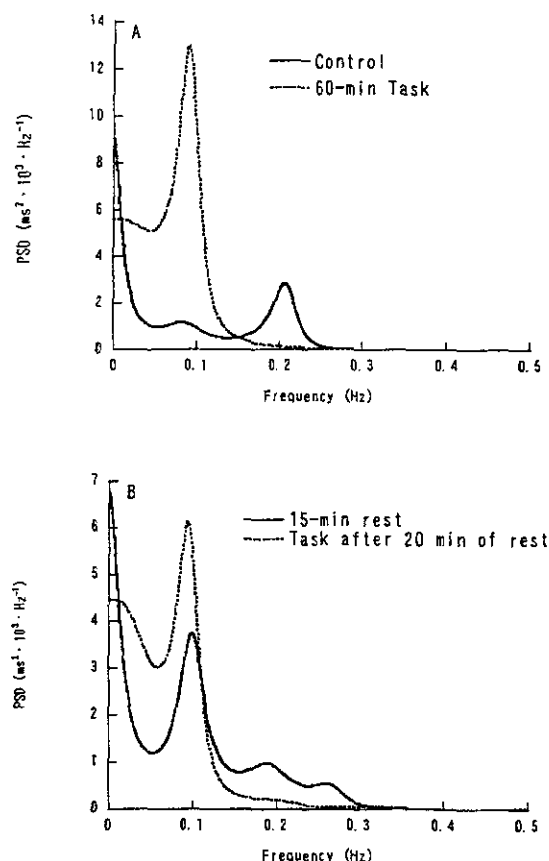 A
Control
60-min Task
14
12
10
8
6
4
2
0
PSD (ms²·10³·Hz⁻¹)
0 0.1 0.2 0.3 0.4 0.5
Frequency (Hz)
B
15-min rest
Task after 20 min of rest
7
6
5
4
3
2
1
0
PSD (ms¹·10³·Hz⁻¹)
0 0.1 0.2 0.3 0.4 0.5
Frequency (Hz)